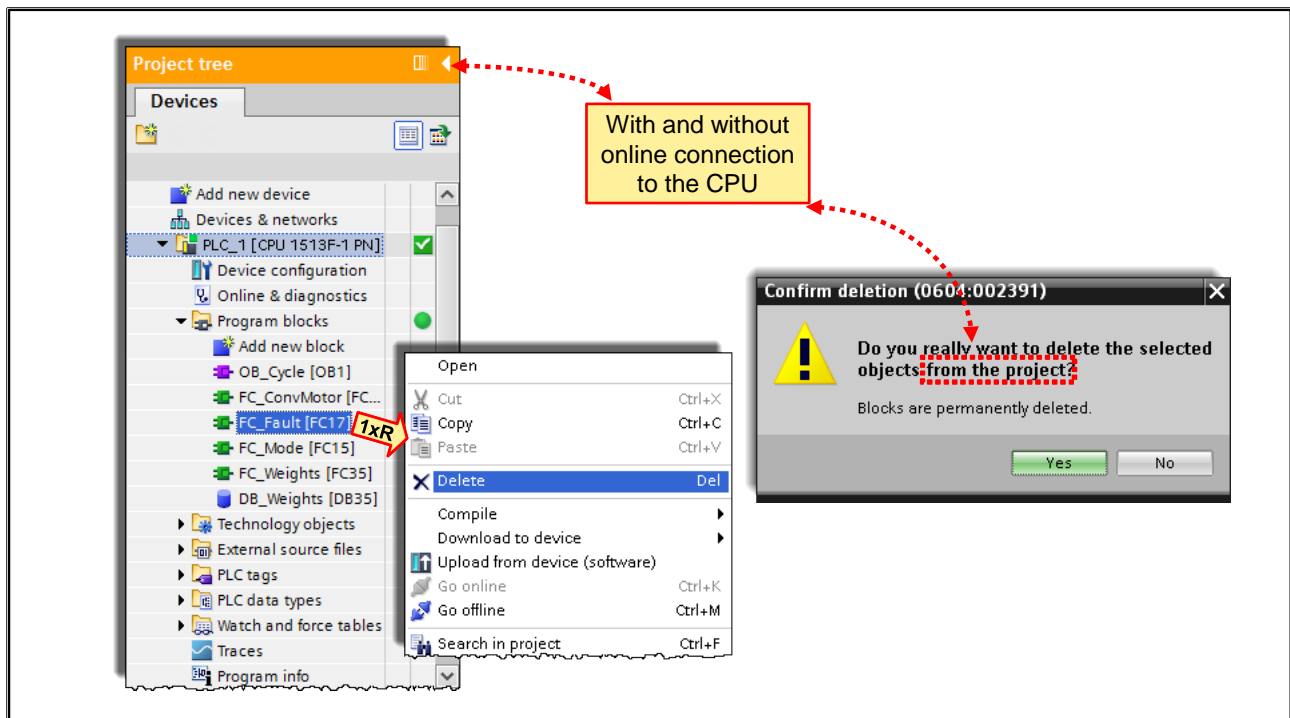 Project tree
Devices
Add new device
Devices & networks
PLC_1 [CPU 1513F-1 PN]
Device configuration
Online & diagnostics
Program blocks
Add new block
OB_Cycle [OB1]
FC_ConvMotor [FC...
FC_Fault [FC17]
FC_Mode [FC15]
FC_Weights [FC35]
DB_Weights [DB35]
Technology objects
External source files
PLC tags
PLC data types
Watch and force tables
Traces
Program info
1xR
Open
Cut Ctrl+X
Copy Ctrl+C
Paste Ctrl+V
Delete Del
Compile
Download to device
Upload from device (software)
Go online Ctrl+K
Go offline Ctrl+M
Search in project Ctrl+F
With and without
online connection
to the CPU
Confirm deletion (0604:002391)
Do you really want to delete the selected
objects from the project?
Blocks are permanently deleted.
Yes No